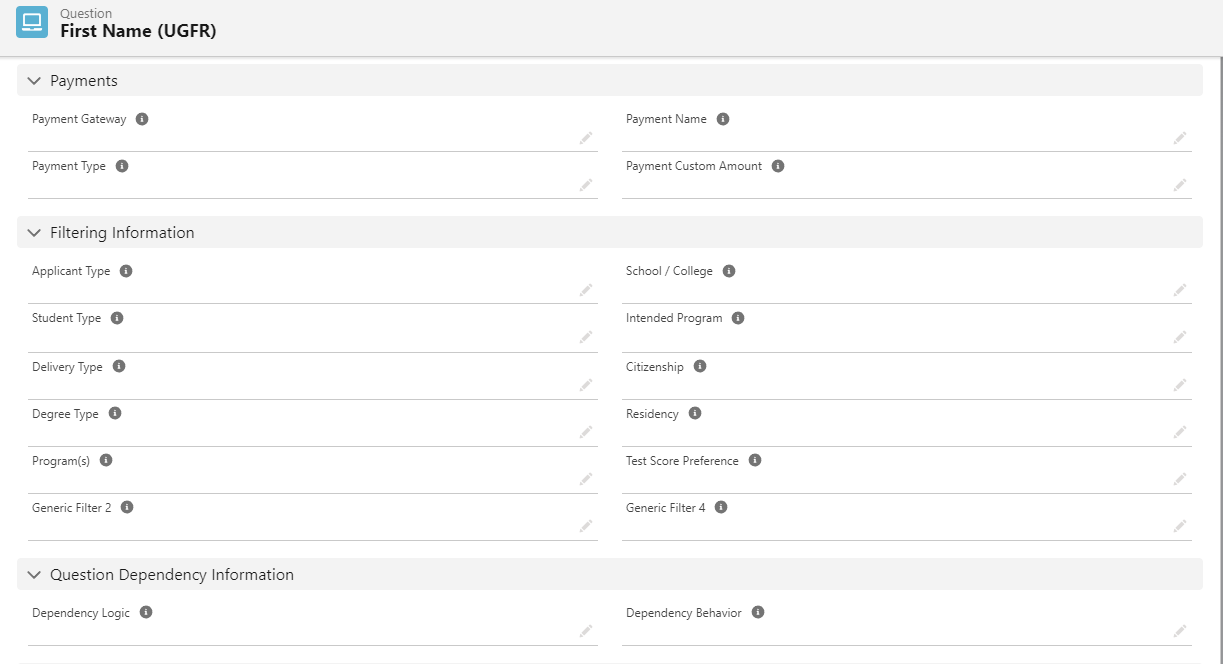 Question
First Name (UGFR)
Payments
Payment Gateway
Payment Name
Payment Type
Payment Custom Amount
Filtering Information
Applicant Type
School / College
Student Type
Intended Program
Delivery Type
Citizenship
Degree Type
Residency
Program(s)
Test Score Preference
Generic Filter 2
Generic Filter 4
Question Dependency Information
Dependency Logic
Dependency Behavior